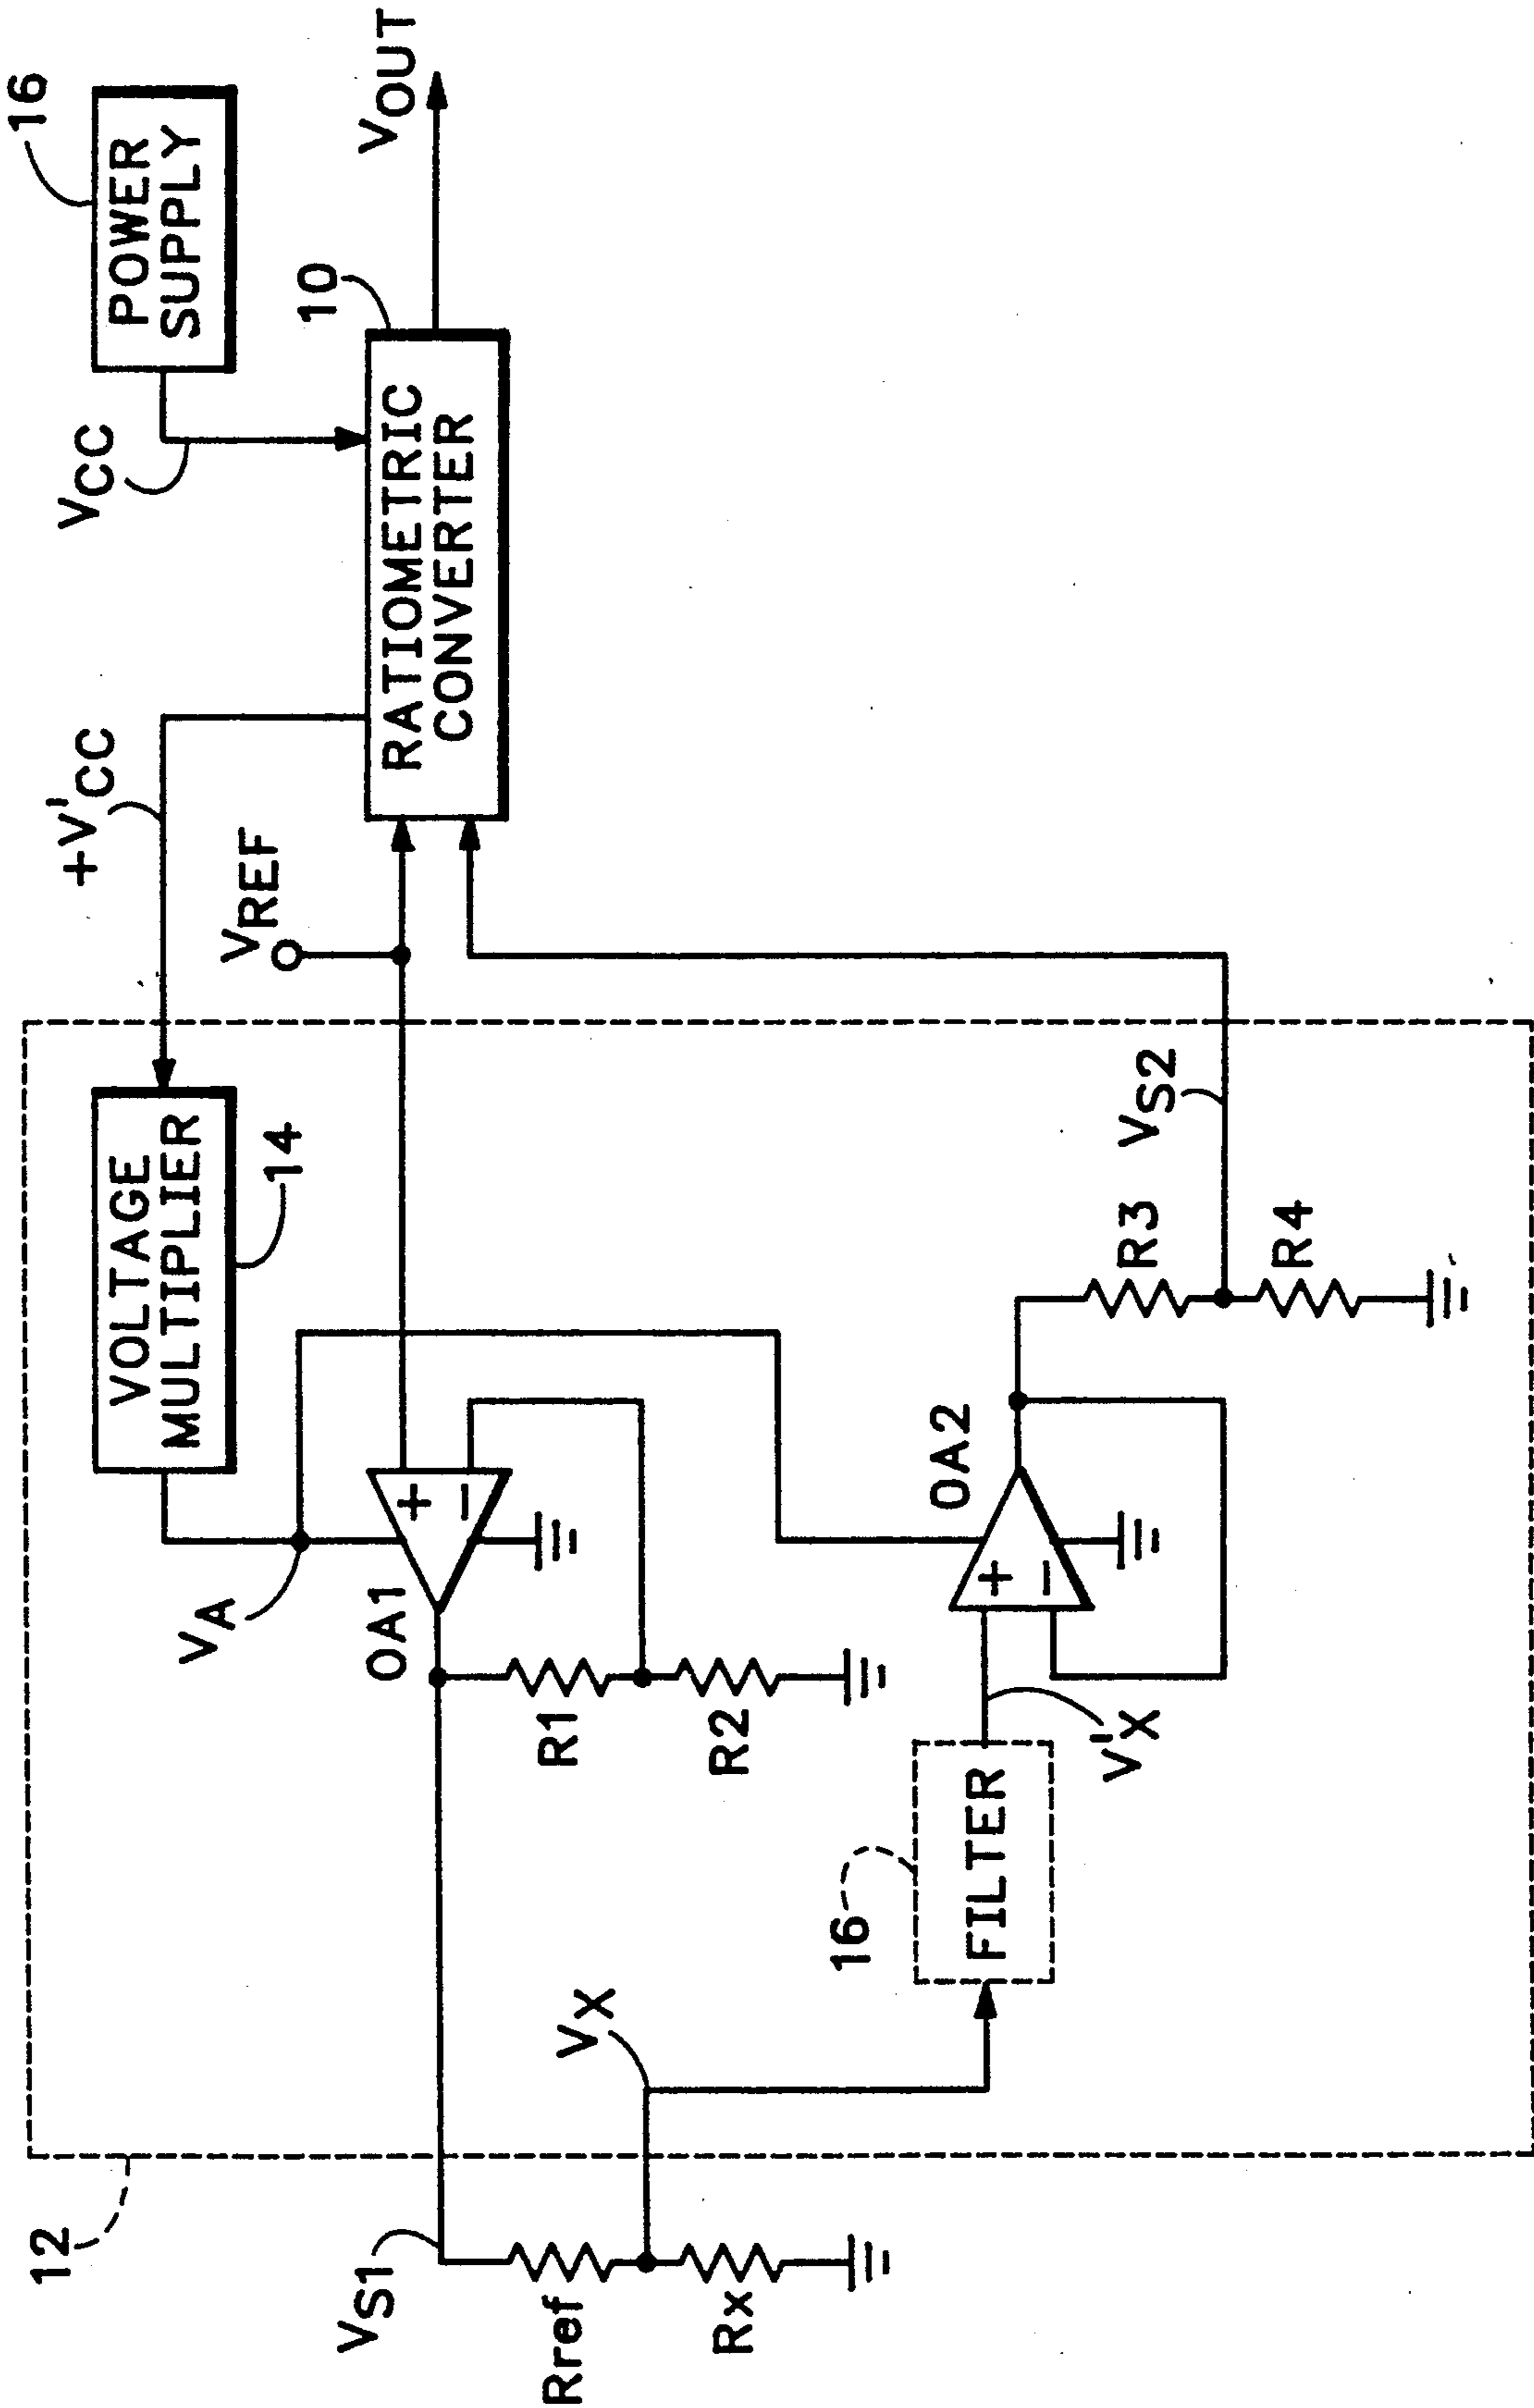 12
VOLTAGE
MULTIPLIER
14
+V'CC
VCC
POWER
SUPPLY
16
VA
VREF
VS1
OA1
+
−
RATIOMETRIC
CONVERTER
10
VOUT
Rref
R1
VX
Rx
R2
16
FILTER
V'X
OA2
+
−
R3
VS2
R4